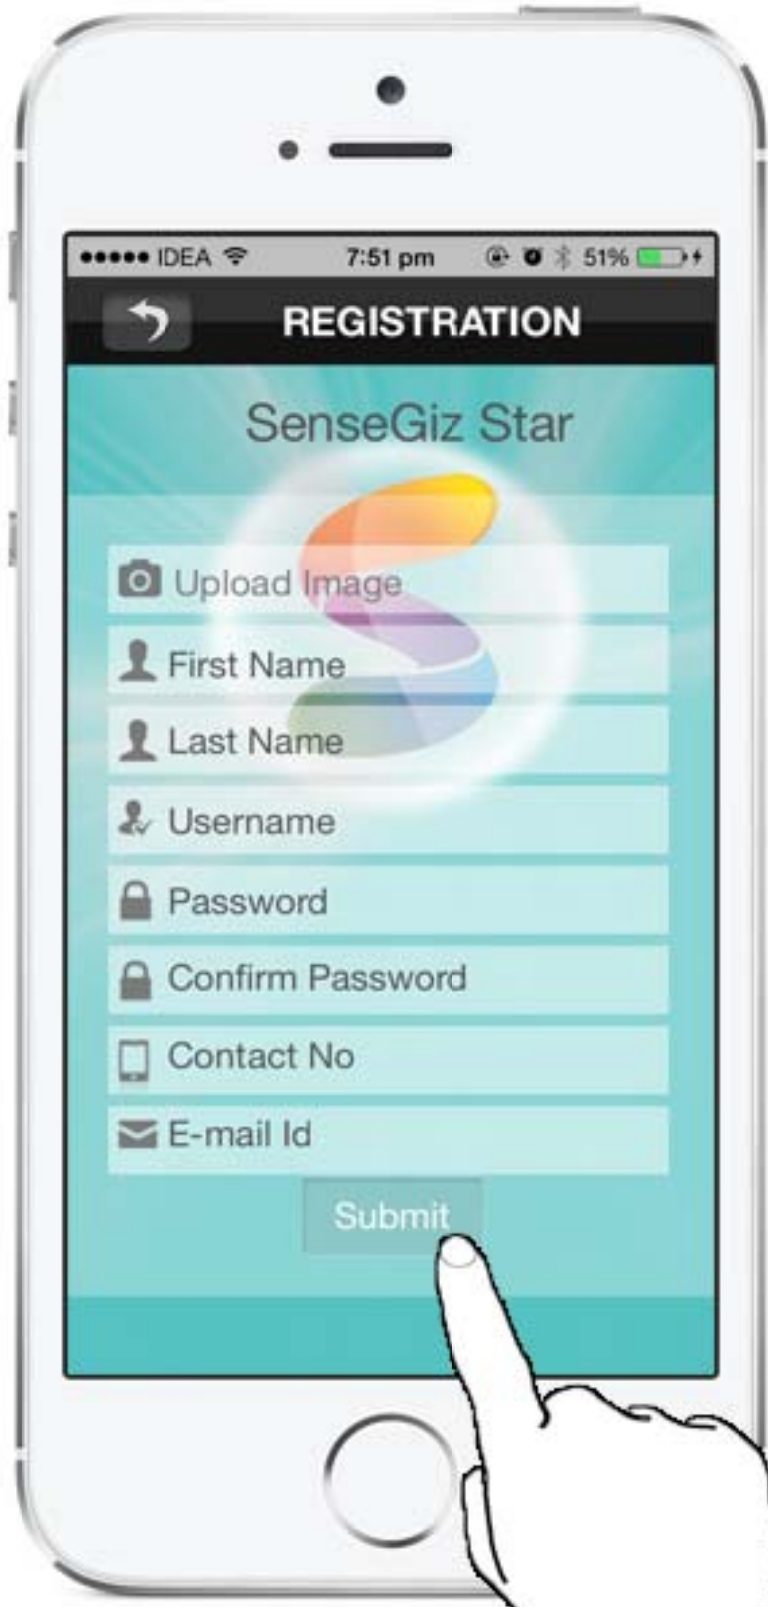 IDEA 7:51 pm 51%
REGISTRATION
SenseGiz Star
Upload Image
First Name
Last Name
Username
Password
Confirm Password
Contact No
E-mail Id
Submit